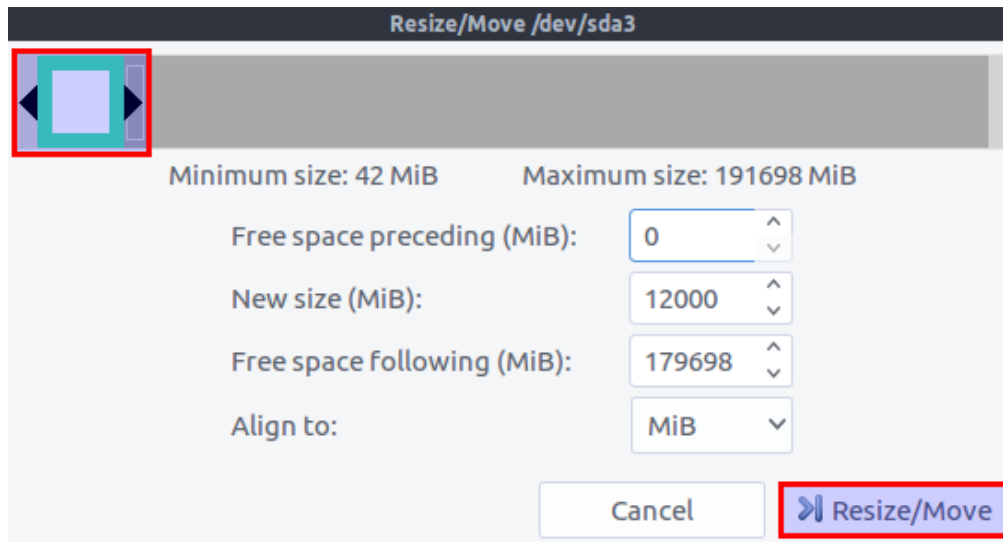 Resize/Move /dev/sda3
Minimum size: 42 MiB Maximum size: 191698 MiB
Free space preceding (MiB): 0
New size (MiB): 12000
Free space following (MiB): 179698
Align to: MiB
Cancel Resize/Move